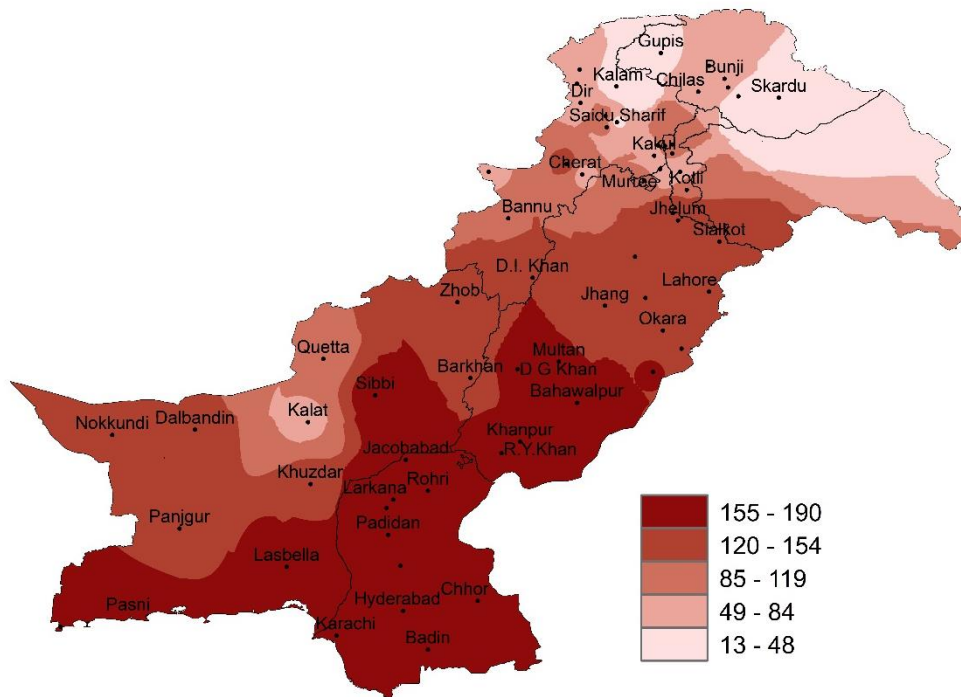 Gupis
Kalam
Chilas
Bunji
Skardu
Dir
Saidu Sharif
Kakul
Cherat
Murree
Kotli
Bannu
Jhelum
Sialkot
D.I. Khan
Zhob
Jhang
Lahore
Okara
Quetta
Multan
Barkhan
D G Khan
Sibbi
Bahawalpur
Kalat
Nokkundi
Dalbandin
Khanpur
Jacobabad
R.Y.Khan
Khuzdar
Rohri
Larkana
Panjgur
Padidan
Lasbella
Chhor
Pasni
Hyderabad
Karachi
Badin
155 - 190
120 - 154
85 - 119
49 - 84
13 - 48